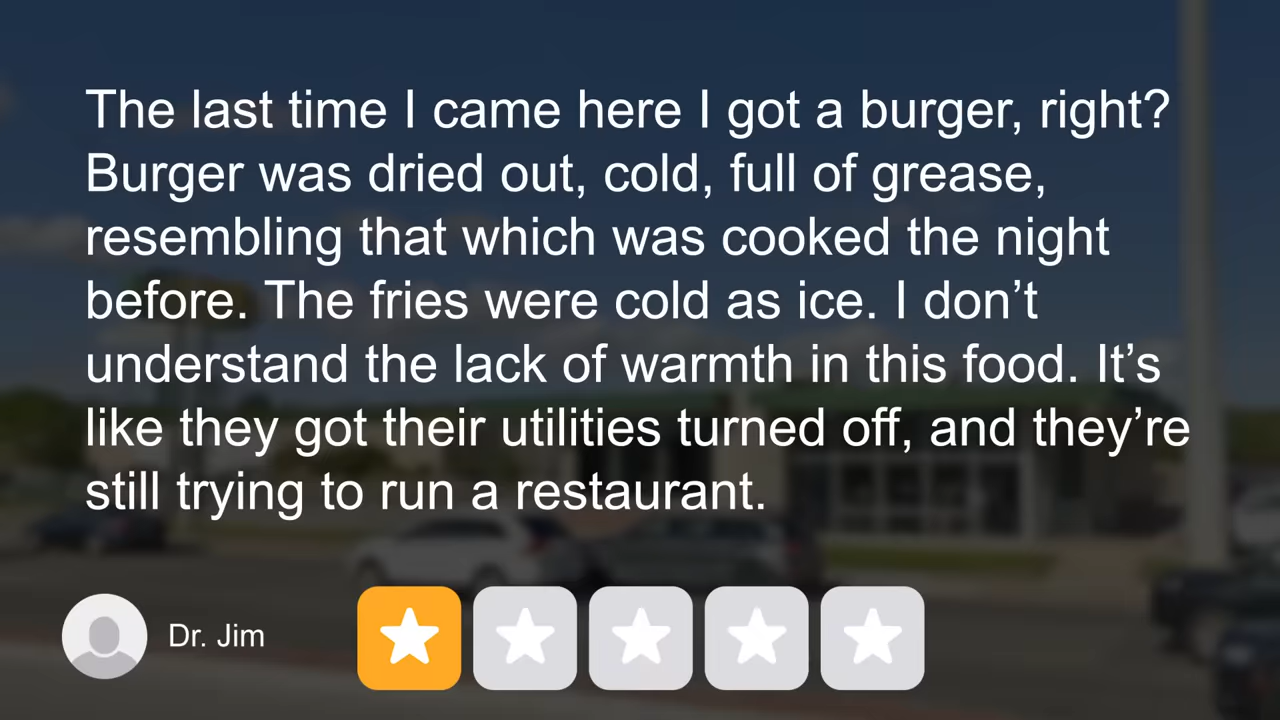 The last time I came here I got a burger, right?
Burger was dried out, cold, full of grease,
resembling that which was cooked the night
before. The fries were cold as ice. I don’t
understand the lack of warmth in this food. It’s
like they got their utilities turned off, and they’re
still trying to run a restaurant.
Dr. Jim